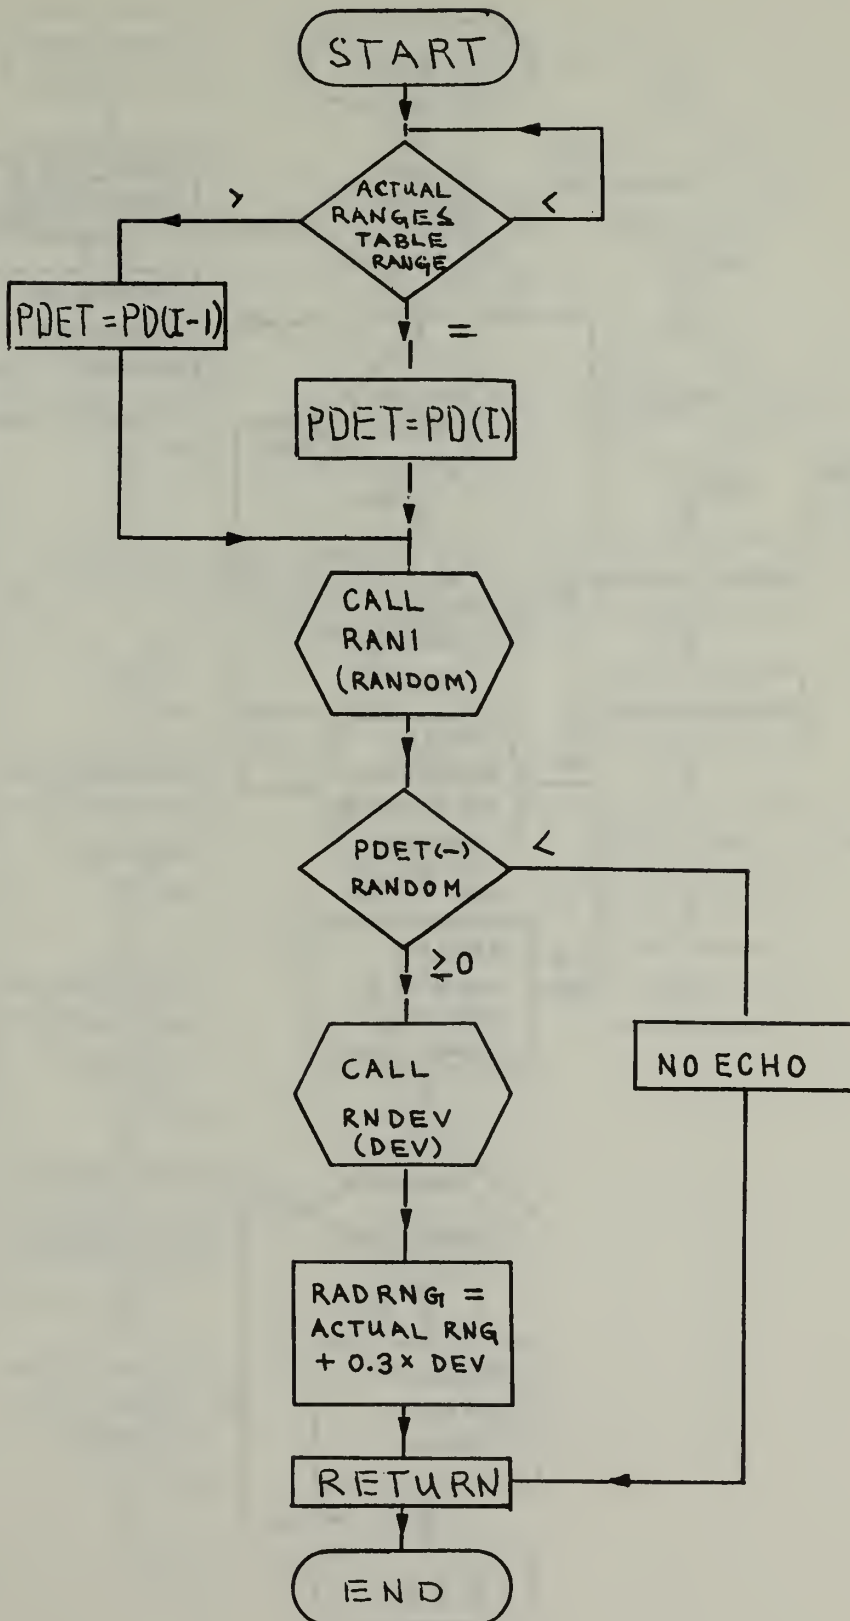 START
>
<
ACTUAL
RANGE≤
TABLE
RANGE
PDET=PD(I-1)
=
PDET=PD(I)
CALL
RAN1
(RANDOM)
PDET(-)
RANDOM
<
≥0
NO ECHO
CALL
RNDEV
(DEV)
RADRNG =
ACTUAL RNG
+ 0.3× DEV
RETURN
END